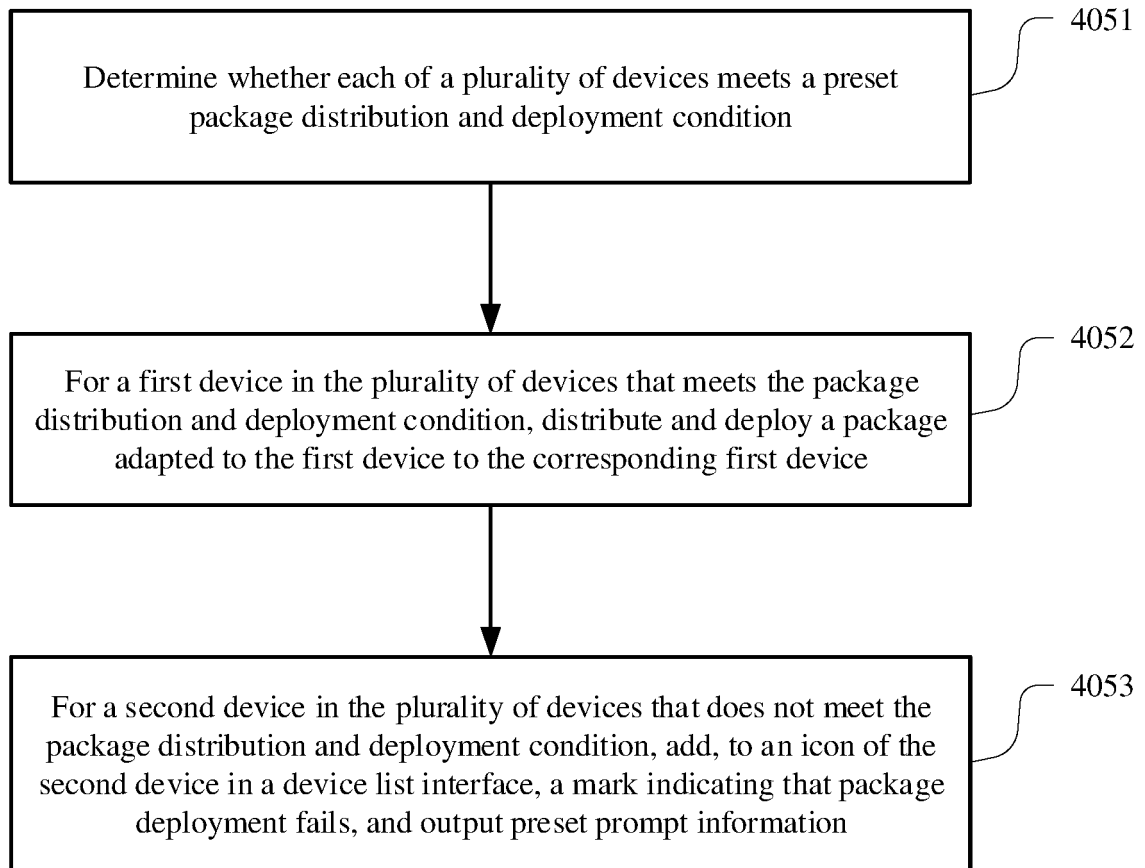 4051
Determine whether each of a plurality of devices meets a preset
package distribution and deployment condition
4052
For a first device in the plurality of devices that meets the package
distribution and deployment condition, distribute and deploy a package
adapted to the first device to the corresponding first device
4053
For a second device in the plurality of devices that does not meet the
package distribution and deployment condition, add, to an icon of the
second device in a device list interface, a mark indicating that package
deployment fails, and output preset prompt information